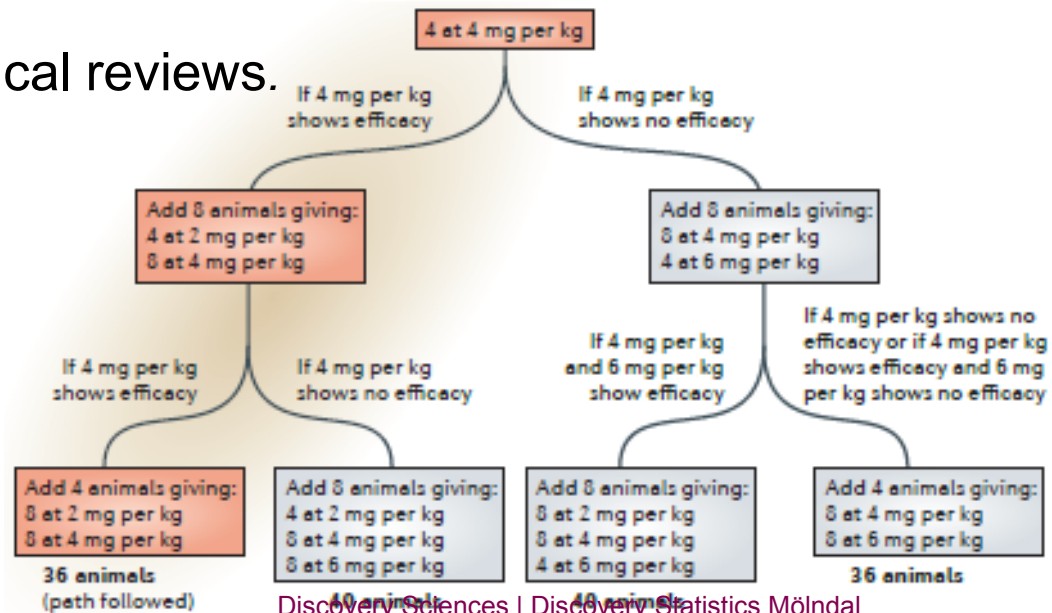 4 at 4 mg per kg
cal reviews.
If 4 mg per kg
shows efficacy
If 4 mg per kg
shows no efficacy
Add 8 animals giving:
4 at 2 mg per kg
8 at 4 mg per kg
Add 8 animals giving:
8 at 4 mg per kg
4 at 6 mg per kg
If 4 mg per kg
shows efficacy
If 4 mg per kg
shows no efficacy
If 4 mg per kg
and 6 mg per kg
show efficacy
If 4 mg per kg shows no
efficacy or if 4 mg per kg
shows efficacy and 6 mg
per kg shows no efficacy
Add 4 animals giving:
8 at 2 mg per kg
8 at 4 mg per kg
36 animals
(path followed)
Add 8 animals giving:
4 at 2 mg per kg
8 at 4 mg per kg
8 at 6 mg per kg
40 animals
Add 8 animals giving:
8 at 2 mg per kg
8 at 4 mg per kg
4 at 6 mg per kg
40 animals
Add 4 animals giving:
8 at 4 mg per kg
8 at 6 mg per kg
36 animals
Discovery Sciences | Discovery Statistics Mölndal